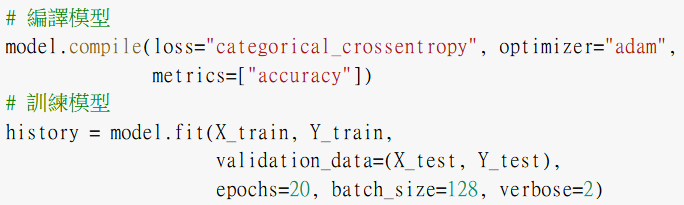 # 編譯模型
model.compile(loss="categorical_crossentropy", optimizer="adam",
              metrics=["accuracy"])
# 訓練模型
history = model.fit(X_train, Y_train,
                    validation_data=(X_test, Y_test),
                    epochs=20, batch_size=128, verbose=2)